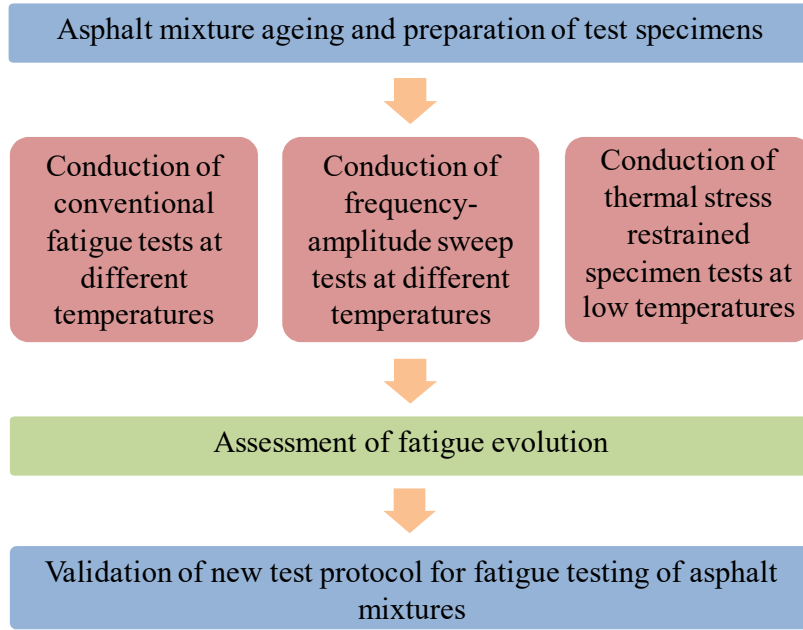 Asphalt mixture ageing and preparation of test specimens
Conduction of
conventional
fatigue tests at
different
temperatures
Conduction of
frequency-
amplitude sweep
tests at different
temperatures
Conduction of
thermal stress
restrained
specimen tests at
low temperatures
Assessment of fatigue evolution
Validation of new test protocol for fatigue testing of asphalt
mixtures